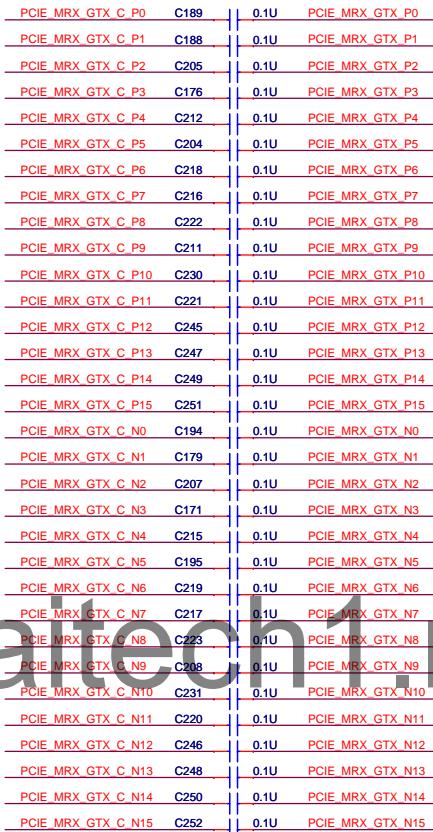 PCIE_MRX_GTX_C_P0 C189 0.1U PCIE_MRX_GTX_P0
PCIE_MRX_GTX_C_P1 C188 0.1U PCIE_MRX_GTX_P1
PCIE_MRX_GTX_C_P2 C205 0.1U PCIE_MRX_GTX_P2
PCIE_MRX_GTX_C_P3 C176 0.1U PCIE_MRX_GTX_P3
PCIE_MRX_GTX_C_P4 C212 0.1U PCIE_MRX_GTX_P4
PCIE_MRX_GTX_C_P5 C204 0.1U PCIE_MRX_GTX_P5
PCIE_MRX_GTX_C_P6 C218 0.1U PCIE_MRX_GTX_P6
PCIE_MRX_GTX_C_P7 C216 0.1U PCIE_MRX_GTX_P7
PCIE_MRX_GTX_C_P8 C222 0.1U PCIE_MRX_GTX_P8
PCIE_MRX_GTX_C_P9 C211 0.1U PCIE_MRX_GTX_P9
PCIE_MRX_GTX_C_P10 C230 0.1U PCIE_MRX_GTX_P10
PCIE_MRX_GTX_C_P11 C221 0.1U PCIE_MRX_GTX_P11
PCIE_MRX_GTX_C_P12 C245 0.1U PCIE_MRX_GTX_P12
PCIE_MRX_GTX_C_P13 C247 0.1U PCIE_MRX_GTX_P13
PCIE_MRX_GTX_C_P14 C249 0.1U PCIE_MRX_GTX_P14
PCIE_MRX_GTX_C_P15 C251 0.1U PCIE_MRX_GTX_P15
PCIE_MRX_GTX_C_N0 C194 0.1U PCIE_MRX_GTX_N0
PCIE_MRX_GTX_C_N1 C179 0.1U PCIE_MRX_GTX_N1
PCIE_MRX_GTX_C_N2 C207 0.1U PCIE_MRX_GTX_N2
PCIE_MRX_GTX_C_N3 C171 0.1U PCIE_MRX_GTX_N3
PCIE_MRX_GTX_C_N4 C215 0.1U PCIE_MRX_GTX_N4
PCIE_MRX_GTX_C_N5 C195 0.1U PCIE_MRX_GTX_N5
PCIE_MRX_GTX_C_N6 C219 0.1U PCIE_MRX_GTX_N6
PCIE_MRX_GTX_C_N7 C217 0.1U PCIE_MRX_GTX_N7
PCIE_MRX_GTX_C_N8 C223 0.1U PCIE_MRX_GTX_N8
aitech1.
PCIE_MRX_GTX_C_N9 C208 0.1U PCIE_MRX_GTX_N9
PCIE_MRX_GTX_C_N10 C231 0.1U PCIE_MRX_GTX_N10
PCIE_MRX_GTX_C_N11 C220 0.1U PCIE_MRX_GTX_N11
PCIE_MRX_GTX_C_N12 C246 0.1U PCIE_MRX_GTX_N12
PCIE_MRX_GTX_C_N13 C248 0.1U PCIE_MRX_GTX_N13
PCIE_MRX_GTX_C_N14 C250 0.1U PCIE_MRX_GTX_N14
PCIE_MRX_GTX_C_N15 C252 0.1U PCIE_MRX_GTX_N15